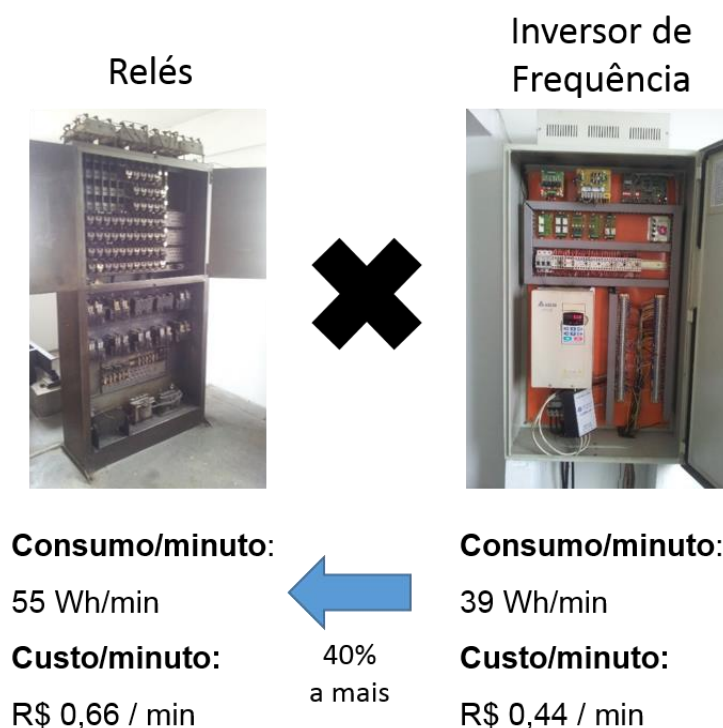 Relés
Inversor de
Frequência
Consumo/minuto:
55 Wh/min
Custo/minuto:
R$ 0,66 / min
40%
a mais
Consumo/minuto:
39 Wh/min
Custo/minuto:
R$ 0,44 / min